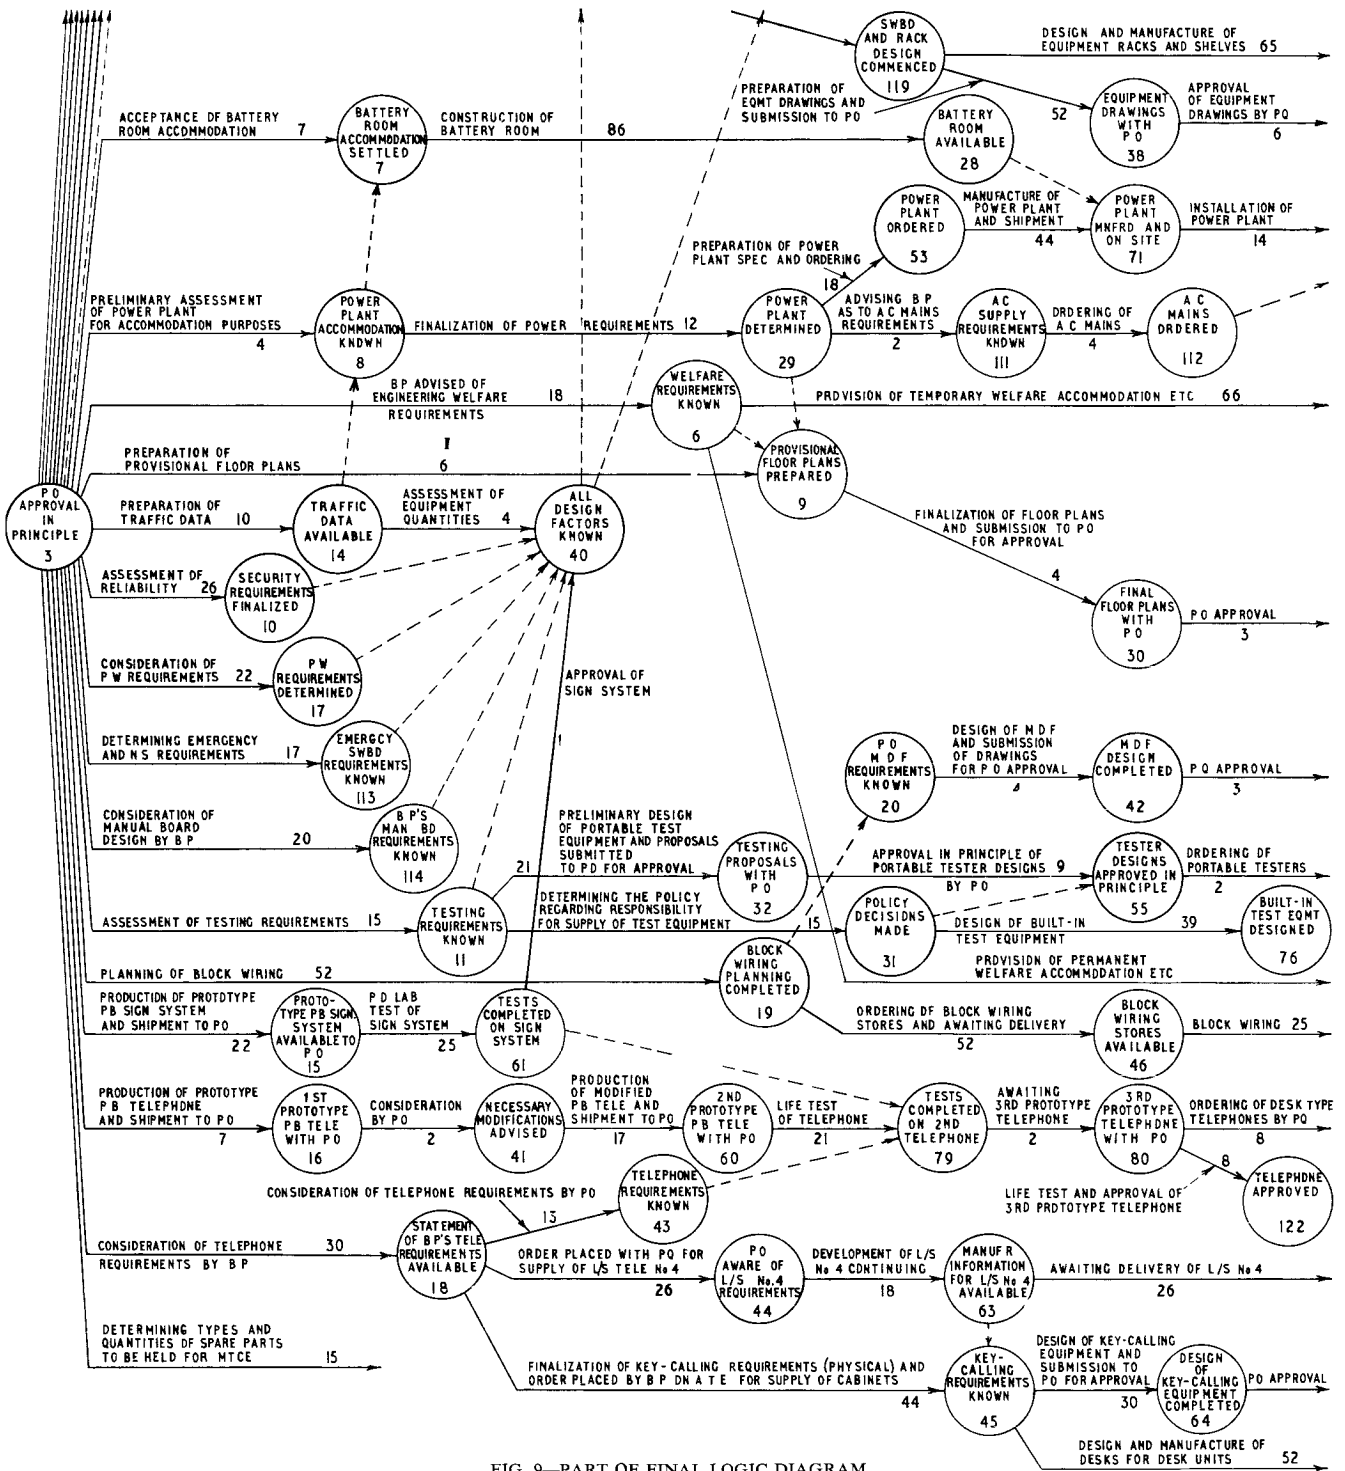 SWBD
AND RACK
DESIGN
COMMENCED
119
DESIGN AND MANUFACTURE OF
EQUIPMENT RACKS AND SHELVES 65
PREPARATION OF
EQMT DRAWINGS AND
SUBMISSION TO PO
52
EQUIPMENT
DRAWINGS
WITH
PO
38
APPROVAL
OF EQUIPMENT
DRAWINGS BY PO
6
ACCEPTANCE OF BATTERY
ROOM ACCOMMODATION 7
BATTERY
ROOM
ACCOMMODATION
SETTLED
7
CONSTRUCTION OF
BATTERY ROOM 86
BATTERY
ROOM
AVAILABLE
28
POWER
PLANT
ORDERED
53
MANUFACTURE OF
POWER PLANT
AND SHIPMENT
44
POWER
PLANT
MNFRD AND
ON SITE
71
INSTALLATION OF
POWER PLANT
14
PREPARATION OF POWER
PLANT SPEC AND ORDERING
18
PRELIMINARY ASSESSMENT
OF POWER PLANT
FOR ACCOMMODATION PURPOSES
4
POWER
PLANT
ACCOMMODATION
KNOWN
8
FINALIZATION OF POWER REQUIREMENTS 12
POWER
PLANT
DETERMINED
29
ADVISING BP
AS TO AC MAINS
REQUIREMENTS
2
AC
SUPPLY
REQUIREMENTS
KNOWN
111
ORDERING OF
AC MAINS
4
AC
MAINS
ORDERED
112
BP ADVISED OF
ENGINEERING WELFARE 18
REQUIREMENTS
WELFARE
REQUIREMENTS
KNOWN
6
PROVISION OF TEMPORARY WELFARE ACCOMMODATION ETC 66
PREPARATION OF
PROVISIONAL FLOOR PLANS 6
PROVISIONAL
FLOOR PLANS
PREPARED
9
PO
APPROVAL
IN
PRINCIPLE
3
PREPARATION OF
TRAFFIC DATA 10
TRAFFIC
DATA
AVAILABLE
14
ASSESSMENT OF
EQUIPMENT
QUANTITIES 4
ALL
DESIGN
FACTORS
KNOWN
40
FINALIZATION OF FLOOR PLANS
AND SUBMISSION TO PO
FOR APPROVAL
4
FINAL
FLOOR PLANS
WITH
PO
30
PO APPROVAL
3
ASSESSMENT OF
RELIABILITY 26
SECURITY
REQUIREMENTS
FINALIZED
10
CONSIDERATION OF
PW REQUIREMENTS 22
PW
REQUIREMENTS
DETERMINED
17
APPROVAL OF
SIGN SYSTEM
1
DETERMINING EMERGENCY
AND NS REQUIREMENTS 17
EMERGCY
SWBD
REQUIREMENTS
KNOWN
113
PO
MDF
REQUIREMENTS
KNOWN
20
DESIGN OF MDF
AND SUBMISSION
OF DRAWINGS
FOR PO APPROVAL
MDF
DESIGN
COMPLETED
42
PO APPROVAL
3
CONSIDERATION OF
MANUAL BOARD
DESIGN BY BP 20
BP'S
MAN BD
REQUIREMENTS
KNOWN
114
PRELIMINARY DESIGN
OF PORTABLE TEST
EQUIPMENT AND PROPOSALS
SUBMITTED
21 TO PO FOR APPROVAL
TESTING
PROPOSALS
WITH
PO
32
APPROVAL IN PRINCIPLE OF
PORTABLE TESTER DESIGNS 9
BY PO
TESTER
DESIGNS
APPROVED IN
PRINCIPLE
55
ORDERING OF
PORTABLE TESTERS
2
ASSESSMENT OF TESTING REQUIREMENTS 15
TESTING
REQUIREMENTS
KNOWN
11
DETERMINING THE POLICY
REGARDING RESPONSIBILITY
FOR SUPPLY OF TEST EQUIPMENT 15
POLICY
DECISIONS
MADE
31
DESIGN OF BUILT-IN 39
TEST EQUIPMENT
BUILT-IN
TEST EQMT
DESIGNED
76
PROVISION OF PERMANENT
WELFARE ACCOMMODATION ETC
PLANNING OF BLOCK WIRING 52
BLOCK
WIRING
PLANNING
COMPLETED
19
ORDERING OF BLOCK WIRING
STORES AND AWAITING DELIVERY
52
BLOCK
WIRING
STORES
AVAILABLE
46
BLOCK WIRING 25
PRODUCTION OF PROTOTYPE
PB SIGN SYSTEM
AND SHIPMENT TO PO
22
PROTO-
TYPE PB SIGN.
SYSTEM
AVAILABLE TO
PO
15
PO LAB
TEST OF
SIGN SYSTEM
25
TESTS
COMPLETED
ON SIGN
SYSTEM
61
PRODUCTION OF PROTOTYPE
PB TELEPHONE
AND SHIPMENT TO PO
7
1ST
PROTOTYPE
PB TELE
WITH PO
16
CONSIDERATION
BY PO
2
NECESSARY
MODIFICATIONS
ADVISED
41
PRODUCTION
OF MODIFIED
PB TELE AND
SHIPMENT TO PO
17
2ND
PROTOTYPE
PB TELE
WITH PO
60
LIFE TEST
OF TELEPHONE
21
TESTS
COMPLETED
ON 2ND
TELEPHONE
79
AWAITING
3RD PROTOTYPE
TELEPHONE
2
3RD
PROTOTYPE
TELEPHONE
WITH PO
80
ORDERING OF DESK TYPE
TELEPHONES BY PO
8
8
LIFE TEST AND APPROVAL OF
3RD PROTOTYPE TELEPHONE
TELEPHONE
APPROVED
122
CONSIDERATION OF TELEPHONE REQUIREMENTS BY PO
13
TELEPHONE
REQUIREMENTS
KNOWN
43
CONSIDERATION OF TELEPHONE 30
REQUIREMENTS BY BP
STATEMENT
OF BP'S TELE
REQUIREMENTS
AVAILABLE
18
ORDER PLACED WITH PO FOR
SUPPLY OF L/S TELE No 4
26
PO
AWARE OF
L/S No.4
REQUIREMENTS
44
DEVELOPMENT OF L/S
No 4 CONTINUING
18
MANUFR
INFORMATION
FOR L/S No 4
AVAILABLE
63
AWAITING DELIVERY OF L/S No 4
26
DETERMINING TYPES AND
QUANTITIES OF SPARE PARTS
TO BE HELD FOR MTCE 15
FINALIZATION OF KEY-CALLING REQUIREMENTS (PHYSICAL) AND
ORDER PLACED BY BP ON ATE FOR SUPPLY OF CABINETS
44
KEY-
CALLING
REQUIREMENTS
KNOWN
45
DESIGN OF KEY-CALLING
EQUIPMENT AND
SUBMISSION TO
PO FOR APPROVAL
30
DESIGN
OF
KEY-CALLING
EQUIPMENT
COMPLETED
64
PO APPROVAL
DESIGN AND MANUFACTURE OF
DESKS FOR DESK UNITS 52
FIG. 9—PART OF FINAL LOGIC DIAGRAM